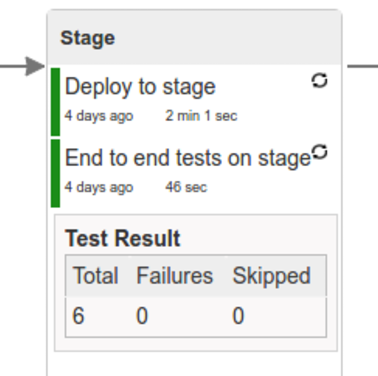 Stage
Deploy to stage
4 days ago 2 min 1 sec
End to end tests on stage
4 days ago 46 sec
Test Result
Total Failures Skipped
6 0 0